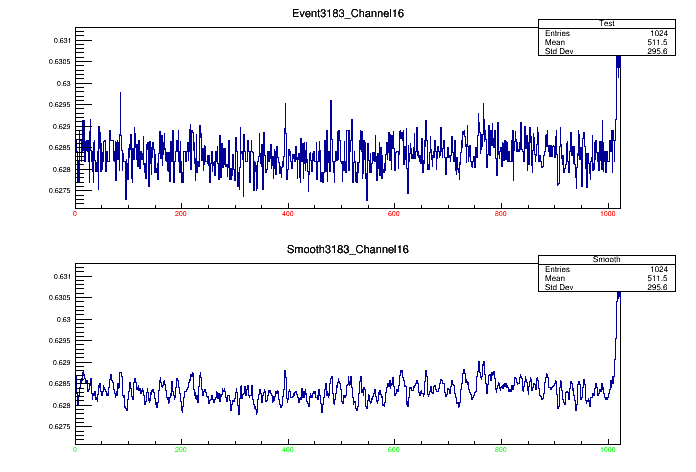 Event3183_Channel16
Test
Entries 1024
Mean 511.5
Std Dev 295.6
0.631
0.6305
0.63
0.6295
0.629
0.6285
0.628
0.6275
0 200 400 600 800 1000
Smooth3183_Channel16
Smooth
Entries 1024
Mean 511.5
Std Dev 295.6
0.631
0.6305
0.63
0.6295
0.629
0.6285
0.628
0.6275
0 200 400 600 800 1000